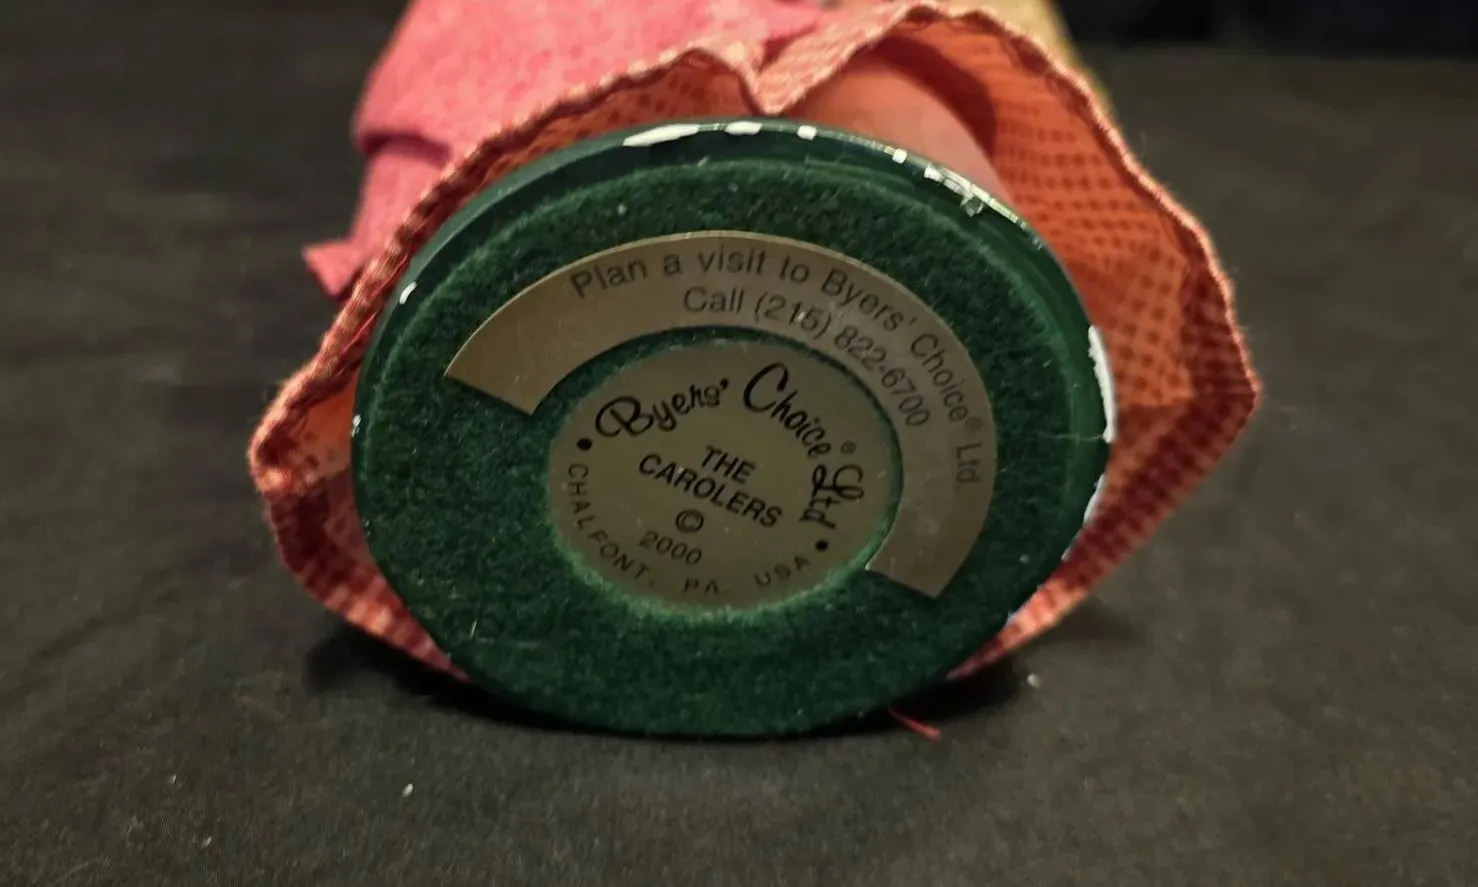 Plan a visit to Byers' Choice® Ltd.
Call (215) 822-6700
Byers' Choice® Ltd
THE
CAROLERS
©
2000
• CHALFONT, PA. USA •